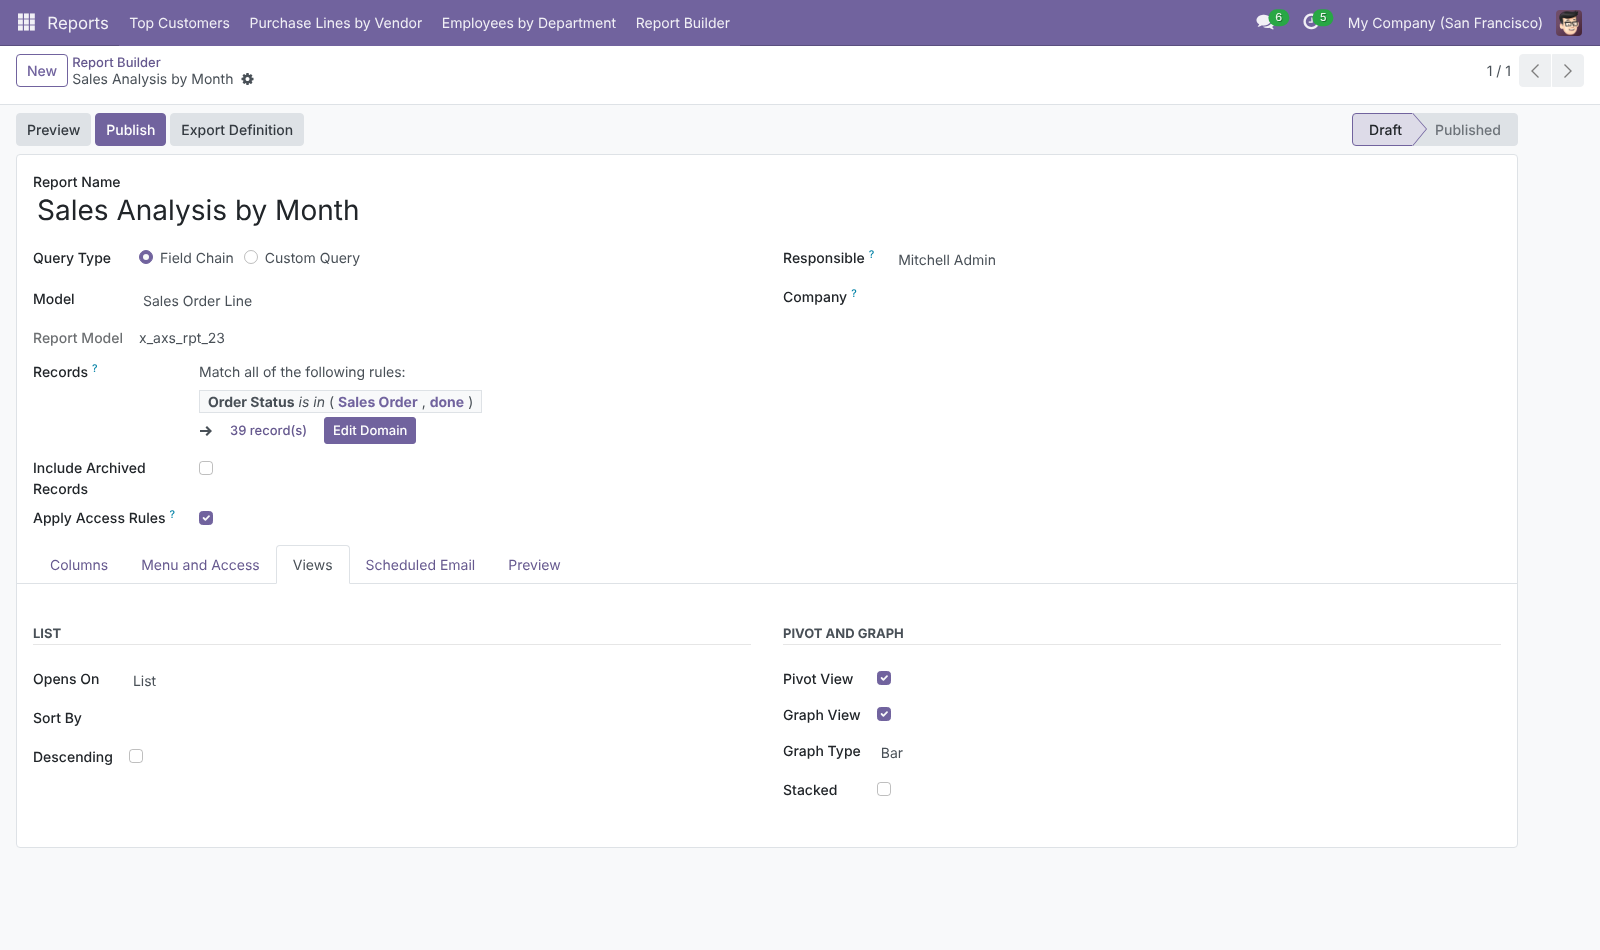 Reports Top Customers Purchase Lines by Vendor Employees by Department Report Builder 6 5 My Company (San Francisco)
New Report Builder
Sales Analysis by Month 1 / 1
Preview Publish Export Definition Draft Published
Report Name
Sales Analysis by Month
Query Type Field Chain Custom Query Responsible ? Mitchell Admin
Model Sales Order Line Company ?
Report Model x_axs_rpt_23
Records ? Match all of the following rules:
Order Status is in ( Sales Order , done )
39 record(s) Edit Domain
Include Archived
Records
Apply Access Rules ?
Columns Menu and Access Views Scheduled Email Preview
LIST PIVOT AND GRAPH
Opens On List Pivot View
Sort By Graph View
Descending Graph Type Bar
Stacked